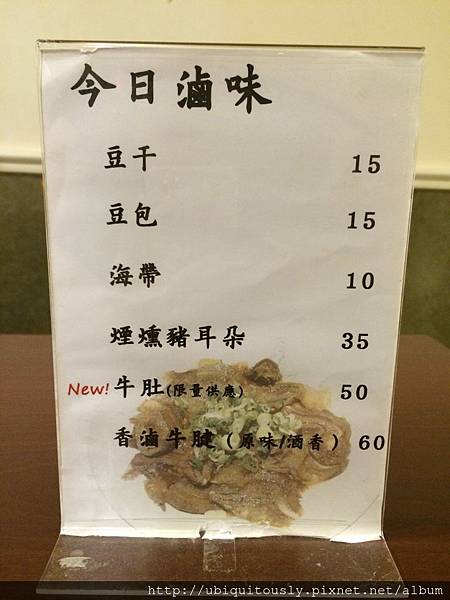 今日滷味
豆干 15
豆包 15
海帶 10
煙燻豬耳朵 35
New! 牛肚(限量供應) 50
香滷牛腱（原味/酒香） 60
http://ubiquitously.pixnet.net/album